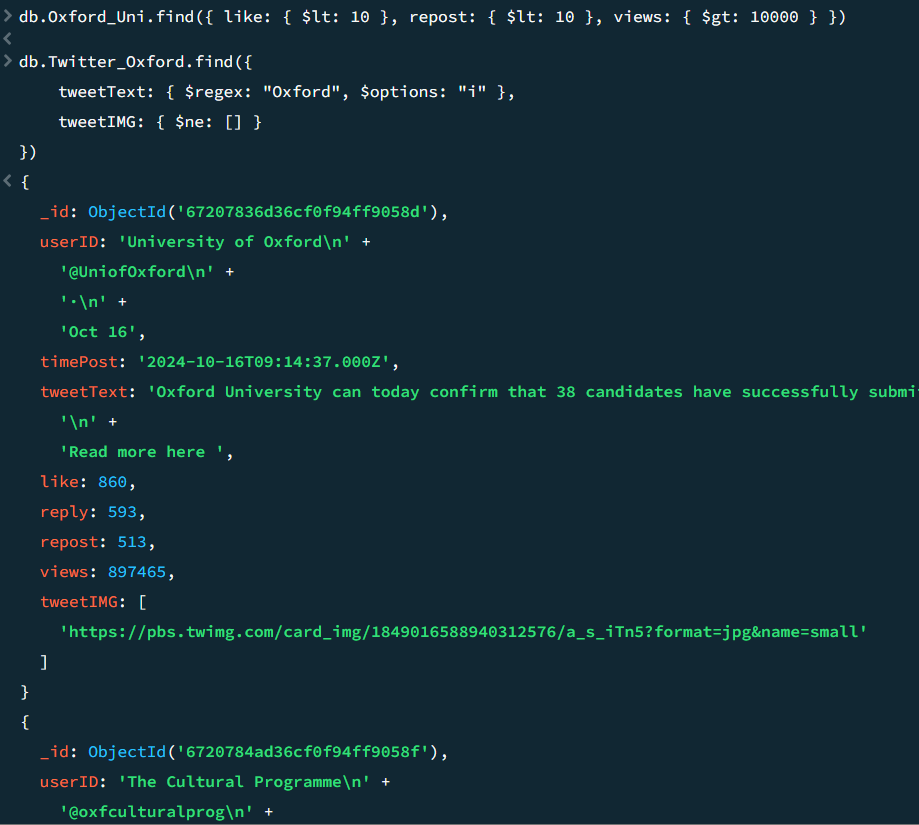 > db.Oxford_Uni.find({ like: { $lt: 10 }, repost: { $lt: 10 }, views: { $gt: 10000 } })
<
> db.Twitter_Oxford.find({
    tweetText: { $regex: "Oxford", $options: "i" },
    tweetIMG: { $ne: [] }
})
< {
  _id: ObjectId('67207836d36cf0f94ff9058d'),
  userID: 'University of Oxford\n' +
    '@UniofOxford\n' +
    '·\n' +
    'Oct 16',
  timePost: '2024-10-16T09:14:37.000Z',
  tweetText: 'Oxford University can today confirm that 38 candidates have successfully submi
    '\n' +
    'Read more here ',
  like: 860,
  reply: 593,
  repost: 513,
  views: 897465,
  tweetIMG: [
    'https://pbs.twimg.com/card_img/1849016588940312576/a_s_iTn5?format=jpg&name=small'
  ]
}
{
  _id: ObjectId('6720784ad36cf0f94ff9058f'),
  userID: 'The Cultural Programme\n' +
    '@oxfculturalprog\n' +